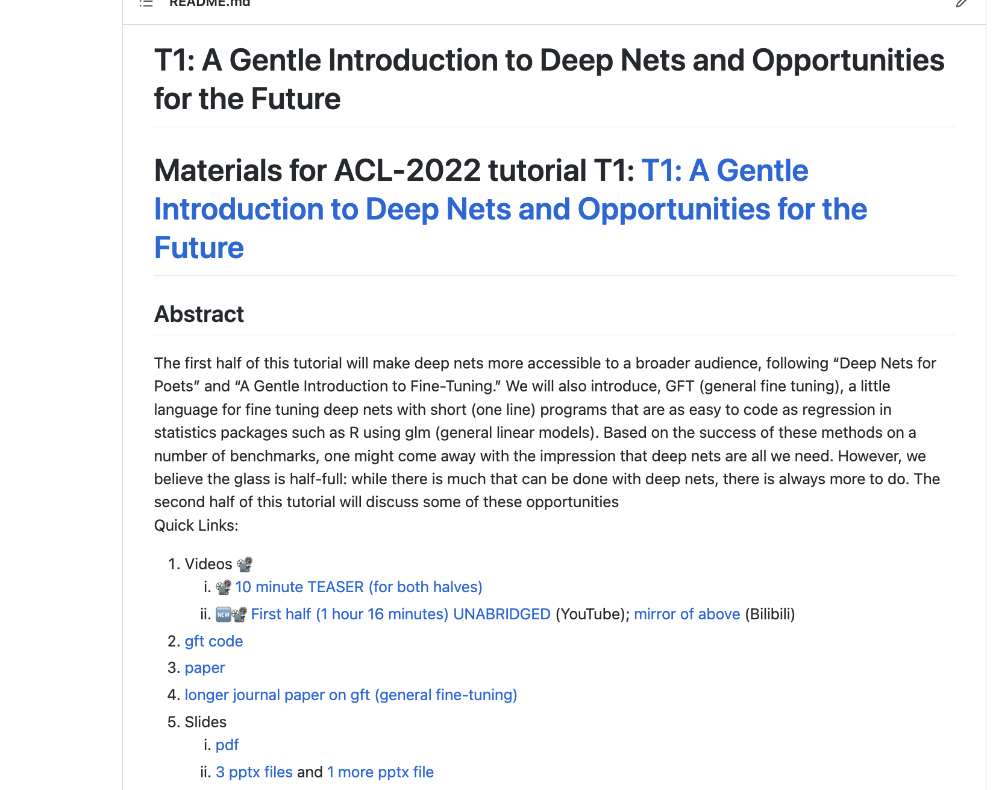 README.md
T1: A Gentle Introduction to Deep Nets and Opportunities
for the Future
Materials for ACL-2022 tutorial T1: T1: A Gentle
Introduction to Deep Nets and Opportunities for the
Future
Abstract
The first half of this tutorial will make deep nets more accessible to a broader audience, following “Deep Nets for
Poets” and “A Gentle Introduction to Fine-Tuning.” We will also introduce, GFT (general fine tuning), a little
language for fine tuning deep nets with short (one line) programs that are as easy to code as regression in
statistics packages such as R using glm (general linear models). Based on the success of these methods on a
number of benchmarks, one might come away with the impression that deep nets are all we need. However, we
believe the glass is half-full: while there is much that can be done with deep nets, there is always more to do. The
second half of this tutorial will discuss some of these opportunities
Quick Links:
1. Videos 📽
i. 📽 10 minute TEASER (for both halves)
ii. 🆕📽 First half (1 hour 16 minutes) UNABRIDGED (YouTube); mirror of above (Bilibili)
2. gft code
3. paper
4. longer journal paper on gft (general fine-tuning)
5. Slides
i. pdf
ii. 3 pptx files and 1 more pptx file